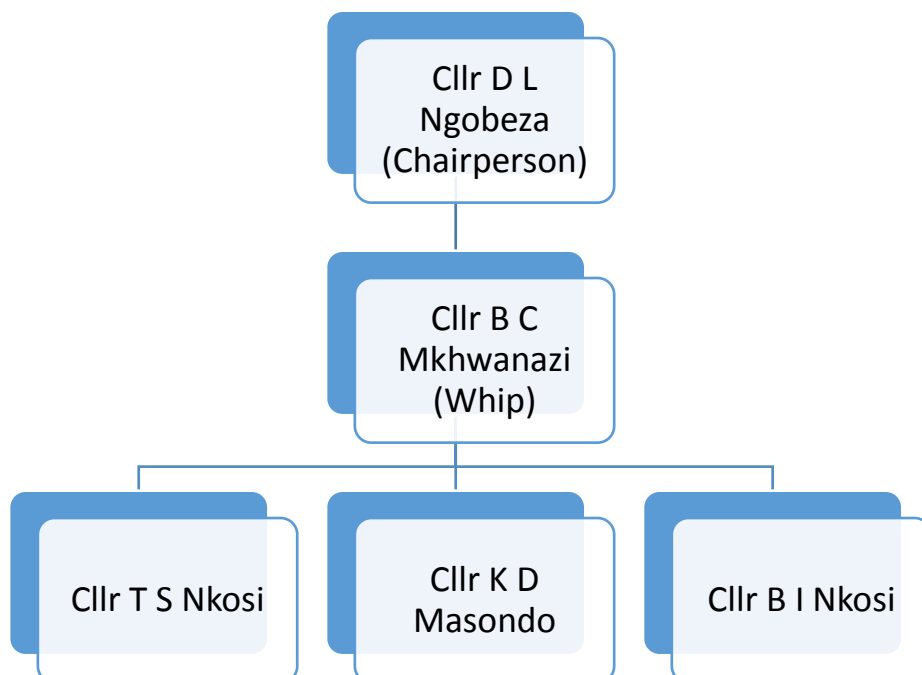 Cllr D L
Ngobeza
(Chairperson)
Cllr B C
Mkhwanazi
(Whip)
Cllr T S Nkosi
Cllr K D
Masondo
Cllr B I Nkosi